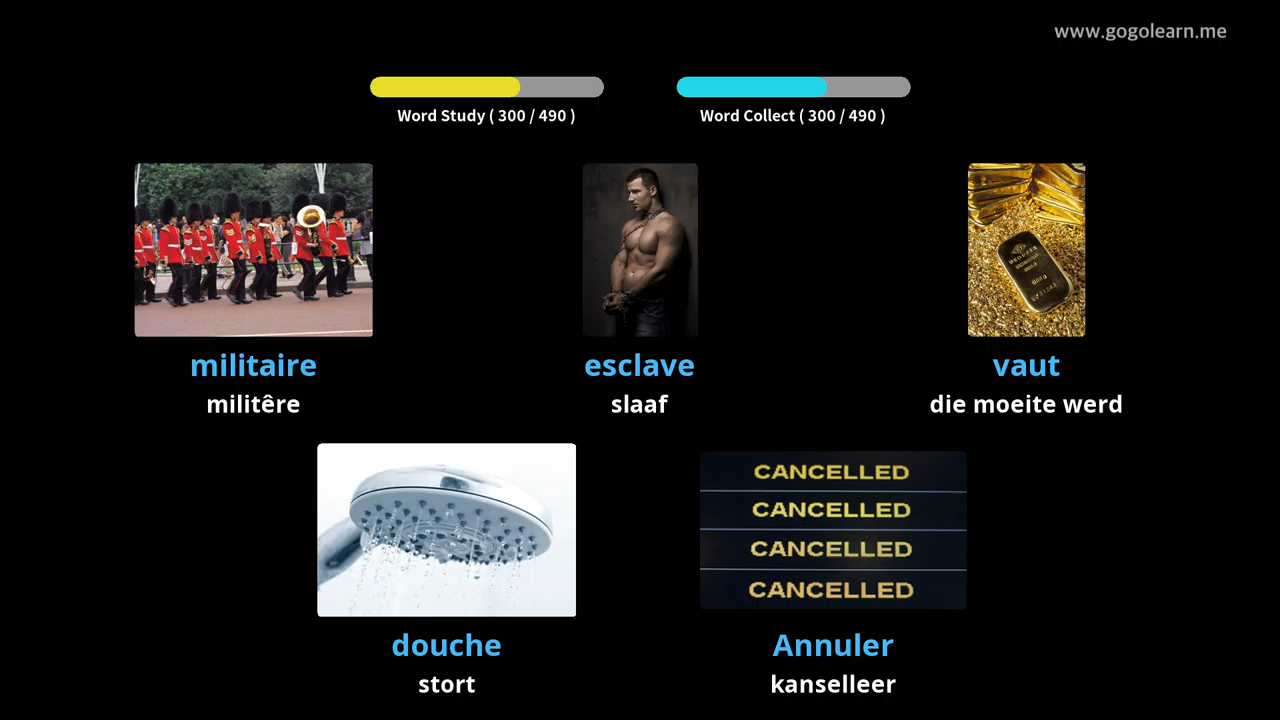 www.gogolearn.me
Word Study ( 300 / 490 )
Word Collect ( 300 / 490 )
militaire
militêre
esclave
slaaf
vaut
die moeite werd
CANCELLED
CANCELLED
CANCELLED
CANCELLED
douche
stort
Annuler
kanselleer